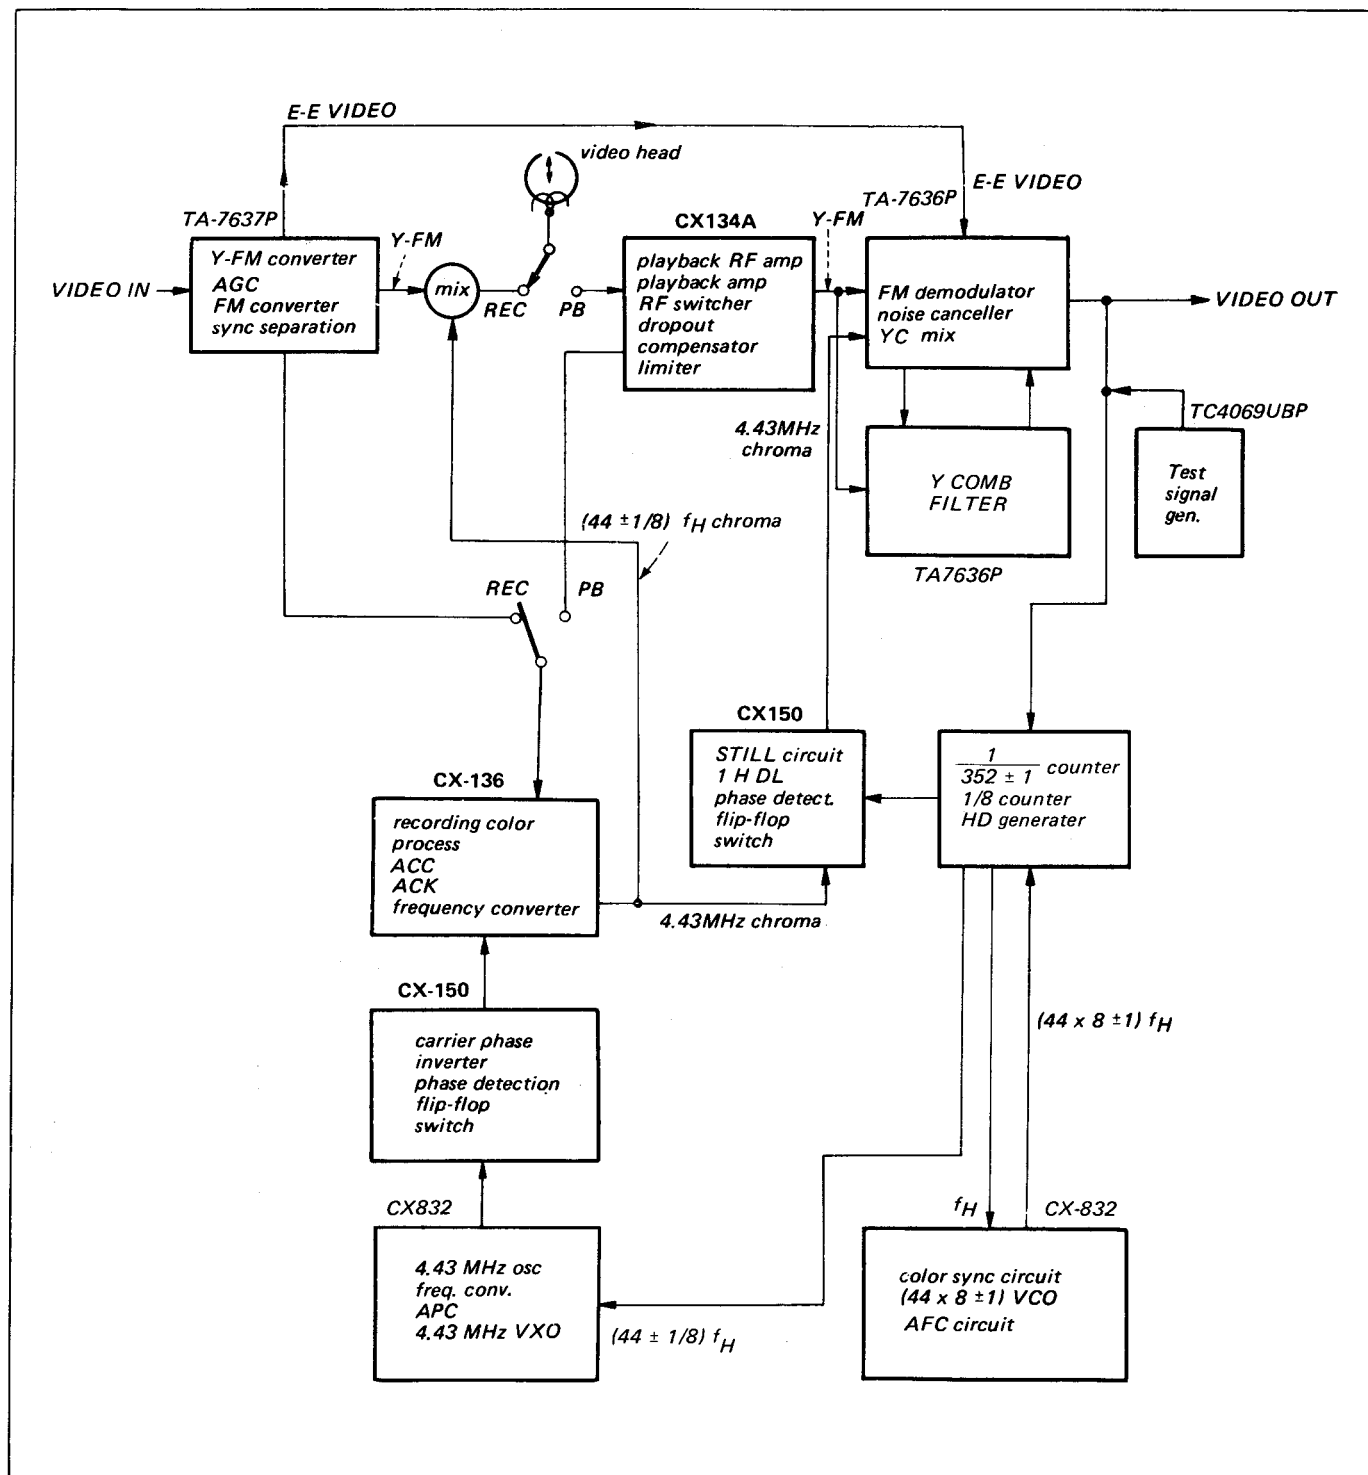 E-E VIDEO
video head
E-E VIDEO
TA-7637P
Y-FM
CX134A
Y-FM
TA-7636P
VIDEO IN
Y-FM converter
AGC
FM converter
sync separation
mix
REC
PB
playback RF amp
playback amp
RF switcher
dropout
compensator
limiter
FM demodulator
noise canceller
YC mix
VIDEO OUT
4.43MHz
chroma
Y COMB
FILTER
TA7636P
TC4069UBP
Test
signal
gen.
(44 ± 1/8) fH chroma
REC
PB
CX150
STILL circuit
1 H DL
phase detect.
flip-flop
switch
1
352 ± 1
counter
1/8 counter
HD generater
CX-136
recording color
process
ACC
ACK
frequency converter
4.43MHz chroma
CX-150
carrier phase
inverter
phase detection
flip-flop
switch
(44 x 8 ±1) fH
CX832
4.43 MHz osc
freq. conv.
APC
4.43 MHz VXO
(44 ± 1/8) fH
fH
CX-832
color sync circuit
(44 x 8 ±1) VCO
AFC circuit